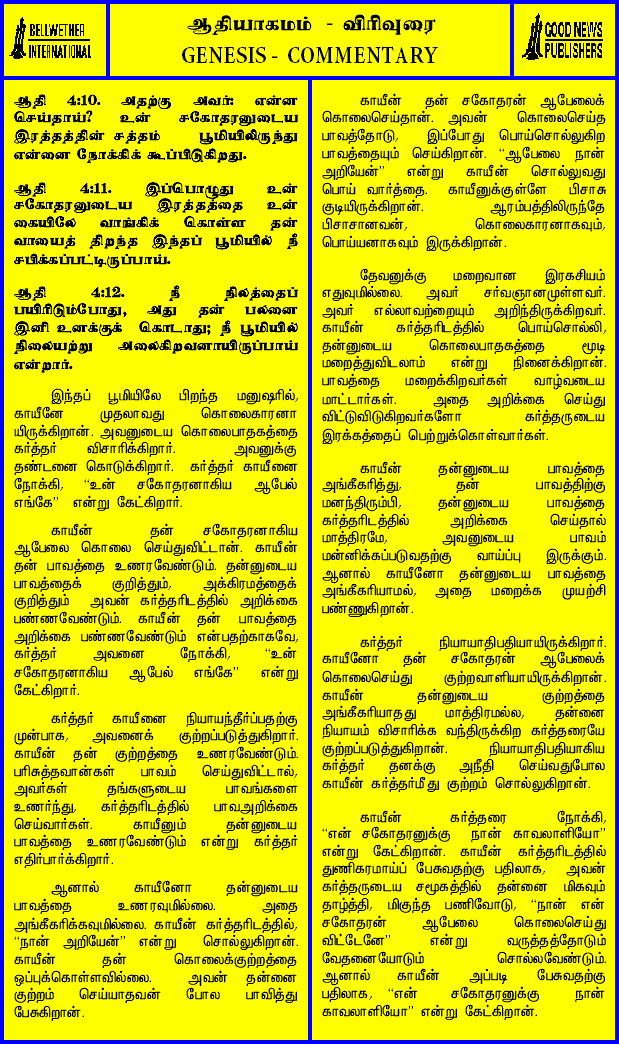 BELLWETHER
INTERNATIONAL
ஆதியாகமம் - விரிவுரை
GENESIS - COMMENTARY
GOOD NEWS
PUBLISHERS
ஆதி 4:10. அதற்கு அவர்: என்ன
செய்தாய்? உன் சகோதரனுடைய
இரத்தத்தின் சத்தம் பூமியிலிருந்து
என்னை நோக்கிக் கூப்பிடுகிறது.
ஆதி 4:11. இப்பொழுது உன்
சகோதரனுடைய இரத்தத்தை உன்
கையிலே வாங்கிக் கொள்ள தன்
வாயைத் திறந்த இந்தப் பூமியில் நீ
சபிக்கப்பட்டிருப்பாய்.
ஆதி 4:12. நீ நிலத்தைப்
பயிரிடும்போது, அது தன் பலனை
இனி உனக்குக் கொடாது; நீ பூமியில்
நிலையற்று அலைகிறவனாயிருப்பாய்
என்றார்.
இந்தப் பூமியிலே பிறந்த மனுஷரில்,
காயீனே முதலாவது கொலைகாரனா
யிருக்கிறான். அவனுடைய கொலைபாதகத்தை
கர்த்தர் விசாரிக்கிறார். அவனுக்கு
தண்டனை கொடுக்கிறார். கர்த்தர் காயீனை
நோக்கி, “உன் சகோதரனாகிய ஆபேல்
எங்கே” என்று கேட்கிறார்.
காயீன் தன் சகோதரனாகிய
ஆபேலை கொலை செய்துவிட்டான். காயீன்
தன் பாவத்தை உணரவேண்டும். தன்னுடைய
பாவத்தைக் குறித்தும், அக்கிரமத்தைக்
குறித்தும் அவன் கர்த்தரிடத்தில் அறிக்கை
பண்ணவேண்டும். காயீன் தன் பாவத்தை
அறிக்கை பண்ணவேண்டும் என்பதற்காகவே,
கர்த்தர் அவனை நோக்கி, “உன்
சகோதரனாகிய ஆபேல் எங்கே” என்று
கேட்கிறார்.
கர்த்தர் காயீனை நியாயந்தீர்ப்பதற்கு
முன்பாக, அவனைக் குற்றப்படுத்துகிறார்.
காயீன் தன் குற்றத்தை உணரவேண்டும்.
பரிசுத்தவான்கள் பாவம் செய்துவிட்டால்,
அவர்கள் தங்களுடைய பாவங்களை
உணர்ந்து, கர்த்தரிடத்தில் பாவஅறிக்கை
செய்வார்கள். காயீனும் தன்னுடைய
பாவத்தை உணரவேண்டும் என்று கர்த்தர்
எதிர்பார்க்கிறார்.
ஆனால் காயீனோ தன்னுடைய
பாவத்தை உணரவுமில்லை. அதை
அங்கீகரிக்கவுமில்லை. காயீன் கர்த்தரிடத்தில்,
“நான் அறியேன்” என்று சொல்லுகிறான்.
காயீன் தன் கொலைக்குற்றத்தை
ஒப்புக்கொள்ளவில்லை. அவன் தன்னை
குற்றம் செய்யாதவன் போல பாவித்து
பேசுகிறான்.
காயீன் தன் சகோதரன் ஆபேலைக்
கொலைசெய்தான். அவன் கொலைசெய்த
பாவத்தோடு, இப்போது பொய்சொல்லுகிற
பாவத்தையும் செய்கிறான். “ஆபேலை நான்
அறியேன்” என்று காயீன் சொல்லுவது
பொய் வார்த்தை. காயீனுக்குள்ளே பிசாசு
குடியிருக்கிறான். ஆரம்பத்திலிருந்தே
பிசாசானவன், கொலைகாரனாகவும்,
பொய்யனாகவும் இருக்கிறான்.
தேவனுக்கு மறைவான இரகசியம்
எதுவுமில்லை. அவர் சர்வஞானமுள்ளவர்.
அவர் எல்லாவற்றையும் அறிந்திருக்கிறவர்.
காயீன் கர்த்தரிடத்தில் பொய்சொல்லி,
தன்னுடைய கொலைபாதகத்தை மூடி
மறைத்துவிடலாம் என்று நினைக்கிறான்.
பாவத்தை மறைக்கிறவர்கள் வாழ்வடைய
மாட்டார்கள். அதை அறிக்கை செய்து
விட்டுவிடுகிறவர்களோ கர்த்தருடைய
இரக்கத்தைப் பெற்றுக்கொள்வார்கள்.
காயீன் தன்னுடைய பாவத்தை
அங்கீகரித்து, தன் பாவத்திற்கு
மனந்திரும்பி, தன்னுடைய பாவத்தை
கர்த்தரிடத்தில் அறிக்கை செய்தால்
மாத்திரமே, அவனுடைய பாவம்
மன்னிக்கப்படுவதற்கு வாய்ப்பு இருக்கும்.
ஆனால் காயீனோ தன்னுடைய பாவத்தை
அங்கீகரியாமல், அதை மறைக்க முயற்சி
பண்ணுகிறான்.
கர்த்தர் நியாயாதிபதியாயிருக்கிறார்.
காயீனோ தன் சகோதரன் ஆபேலைக்
கொலைசெய்து குற்றவாளியாயிருக்கிறான்.
காயீன் தன்னுடைய குற்றத்தை
அங்கீகரியாதது மாத்திரமல்ல, தன்னை
நியாயம் விசாரிக்க வந்திருக்கிற கர்த்தரையே
குற்றப்படுத்துகிறான். நியாயாதிபதியாகிய
கர்த்தர் தனக்கு அநீதி செய்வதுபோல
காயீன் கர்த்தர்மீது குற்றம் சொல்லுகிறான்.
காயீன் கர்த்தரை நோக்கி,
“என் சகோதரனுக்கு நான் காவலாளியோ”
என்று கேட்கிறான். காயீன் கர்த்தரிடத்தில்
துணிகரமாய்ப் பேசுவதற்கு பதிலாக, அவன்
கர்த்தருடைய சமூகத்தில் தன்னை மிகவும்
தாழ்த்தி, மிகுந்த பணிவோடு, “நான் என்
சகோதரன் ஆபேலை கொலைசெய்து
விட்டேனே” என்று வருத்தத்தோடும்
வேதனையோடும் சொல்லவேண்டும்.
ஆனால் காயீன் அப்படி பேசுவதற்கு
பதிலாக, “என் சகோதரனுக்கு நான்
காவலாளியோ” என்று கேட்கிறான்.